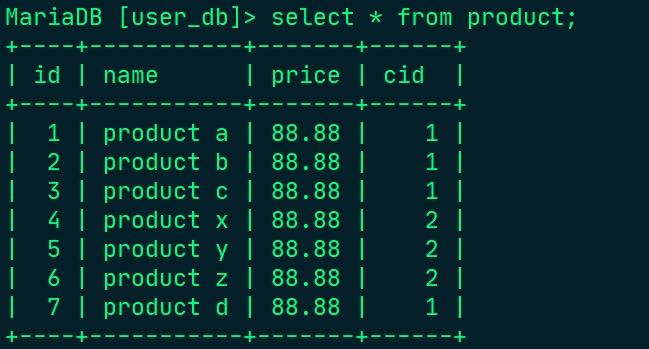 MariaDB [user_db]> select * from product;
+----+-----------+-------+------+
| id | name      | price | cid  |
+----+-----------+-------+------+
|  1 | product a | 88.88 |    1 |
|  2 | product b | 88.88 |    1 |
|  3 | product c | 88.88 |    1 |
|  4 | product x | 88.88 |    2 |
|  5 | product y | 88.88 |    2 |
|  6 | product z | 88.88 |    2 |
|  7 | product d | 88.88 |    1 |
+----+-----------+-------+------+